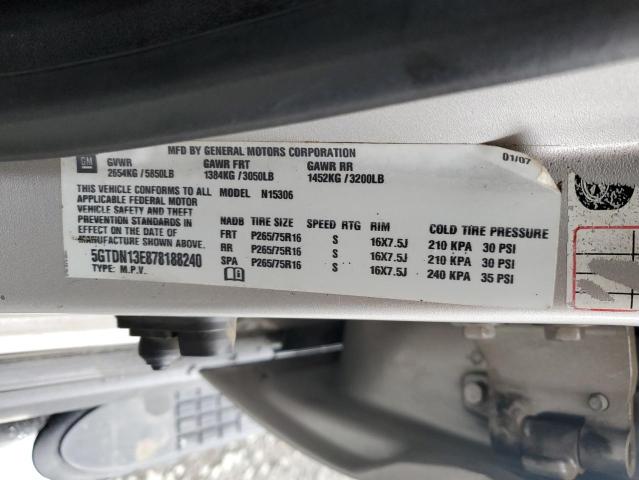 MFD BY GENERAL MOTORS CORPORATION 01/07
GM
GVWR GAWR FRT GAWR RR
2654KG / 5850LB 1384KG / 3050LB 1452KG / 3200LB
THIS VEHICLE CONFORMS TO ALL MODEL N15306
APPLICABLE FEDERAL MOTOR
VEHICLE SAFETY AND THEFT
PREVENTION STANDARDS IN
EFFECT ON THE DATE OF
MANUFACTURE SHOWN ABOVE.
5GTDN13E878188240
TYPE: M.P.V.
NADB TIRE SIZE SPEED RTG RIM COLD TIRE PRESSURE
FRT P265/75R16 S 16X7.5J 210 KPA 30 PSI
RR P265/75R16 S 16X7.5J 210 KPA 30 PSI
SPA P265/75R16 S 16X7.5J 240 KPA 35 PSI